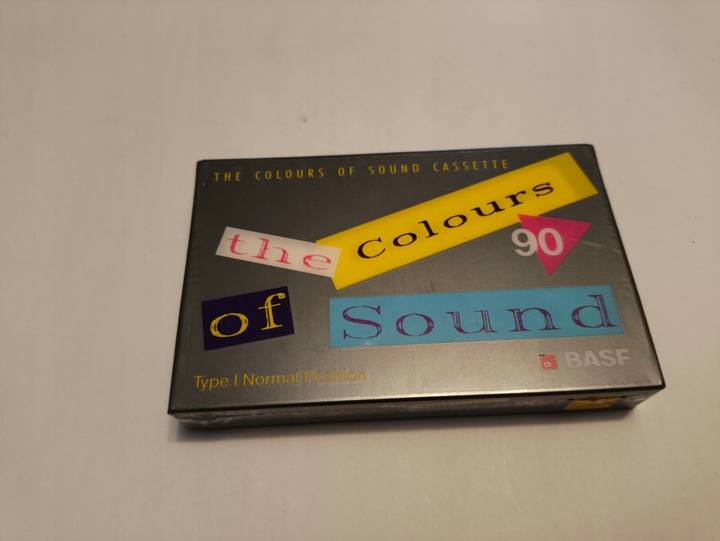 THE COLOURS OF SOUND CASSETTE
the Colours
90
of Sound
BASF
Type I Normal Position